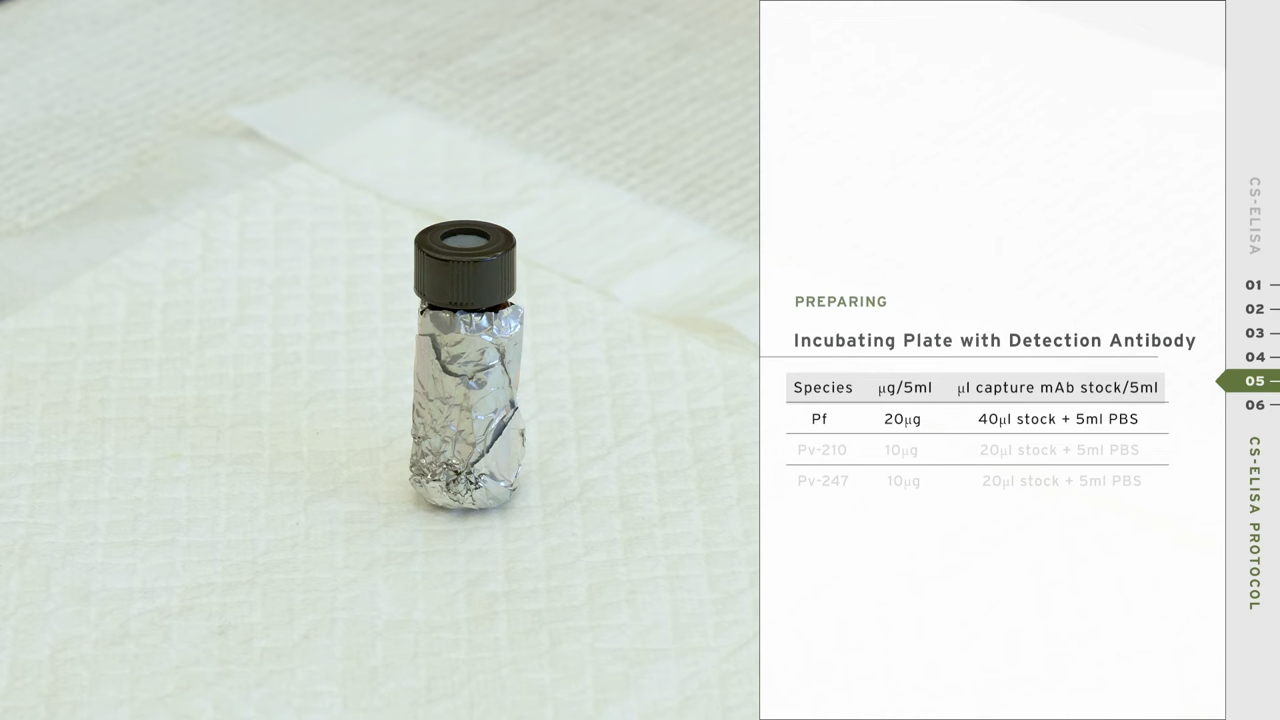 PREPARING
Incubating Plate with Detection Antibody
Species μg/5ml μl capture mAb stock/5ml
Pf 20μg 40μl stock + 5ml PBS
Pv-210 10μg 20μl stock + 5ml PBS
Pv-247 10μg 20μl stock + 5ml PBS
CS-ELISA
01
02
03
04
05
06
CS-ELISA PROTOCOL